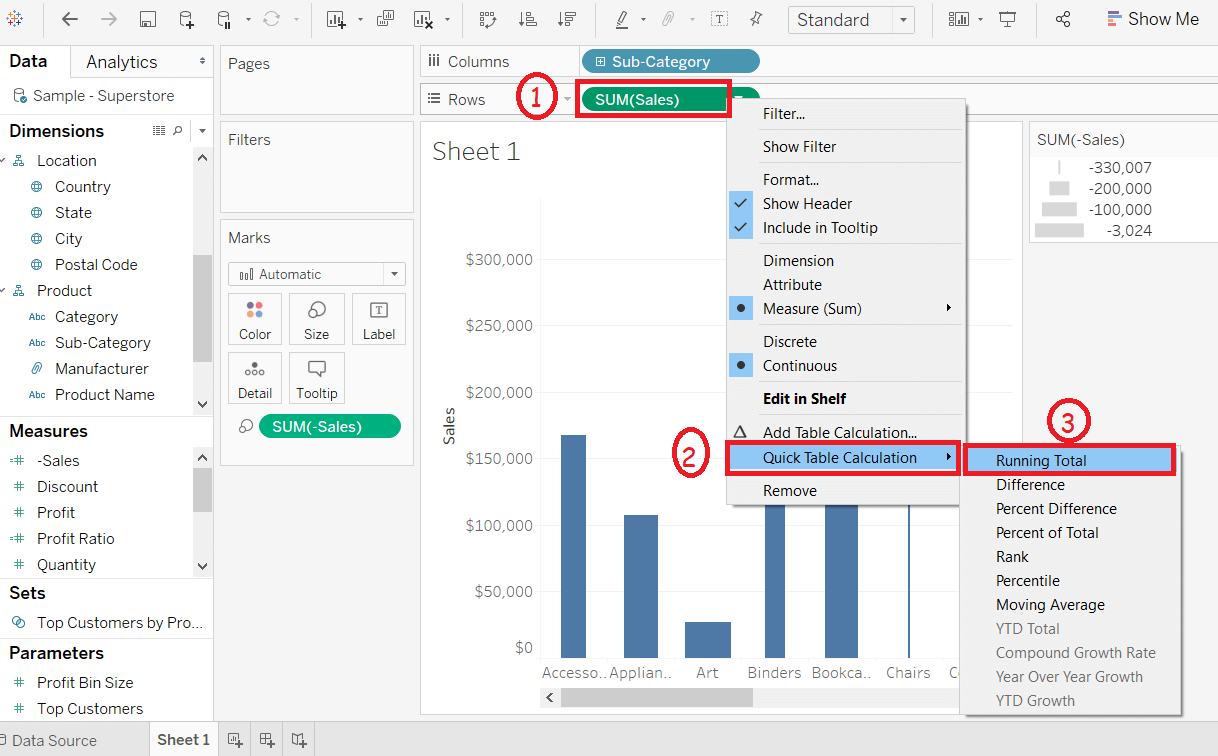 Standard
Show Me
Data
Analytics
Sample - Superstore
Dimensions
Location
Country
State
City
Postal Code
Product
Abc Category
Abc Sub-Category
Manufacturer
Abc Product Name
Measures
-Sales
Discount
Profit
Profit Ratio
Quantity
Sets
Top Customers by Pro...
Parameters
Profit Bin Size
Top Customers
Pages
Filters
Marks
Automatic
Color
Size
Label
Detail
Tooltip
SUM(-Sales)
Columns
Sub-Category
Rows
1
SUM(Sales)
Sheet 1
$300,000
$250,000
$200,000
$150,000
$100,000
$50,000
$0
Sales
Accesso..
Applian..
Art
Binders
Bookca..
Chairs
Filter...
Show Filter
Format...
Show Header
Include in Tooltip
Dimension
Attribute
Measure (Sum)
Discrete
Continuous
Edit in Shelf
Add Table Calculation...
2
Quick Table Calculation
Remove
3
Running Total
Difference
Percent Difference
Percent of Total
Rank
Percentile
Moving Average
YTD Total
Compound Growth Rate
Year Over Year Growth
YTD Growth
SUM(-Sales)
-330,007
-200,000
-100,000
-3,024
Data Source
Sheet 1